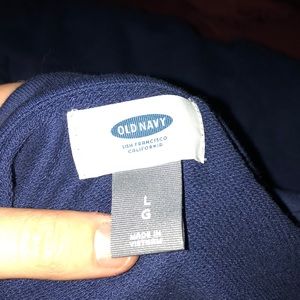 OLD NAVY
SAN FRANCISCO
CALIFORNIA
L
G
MADE IN
VIETNAM